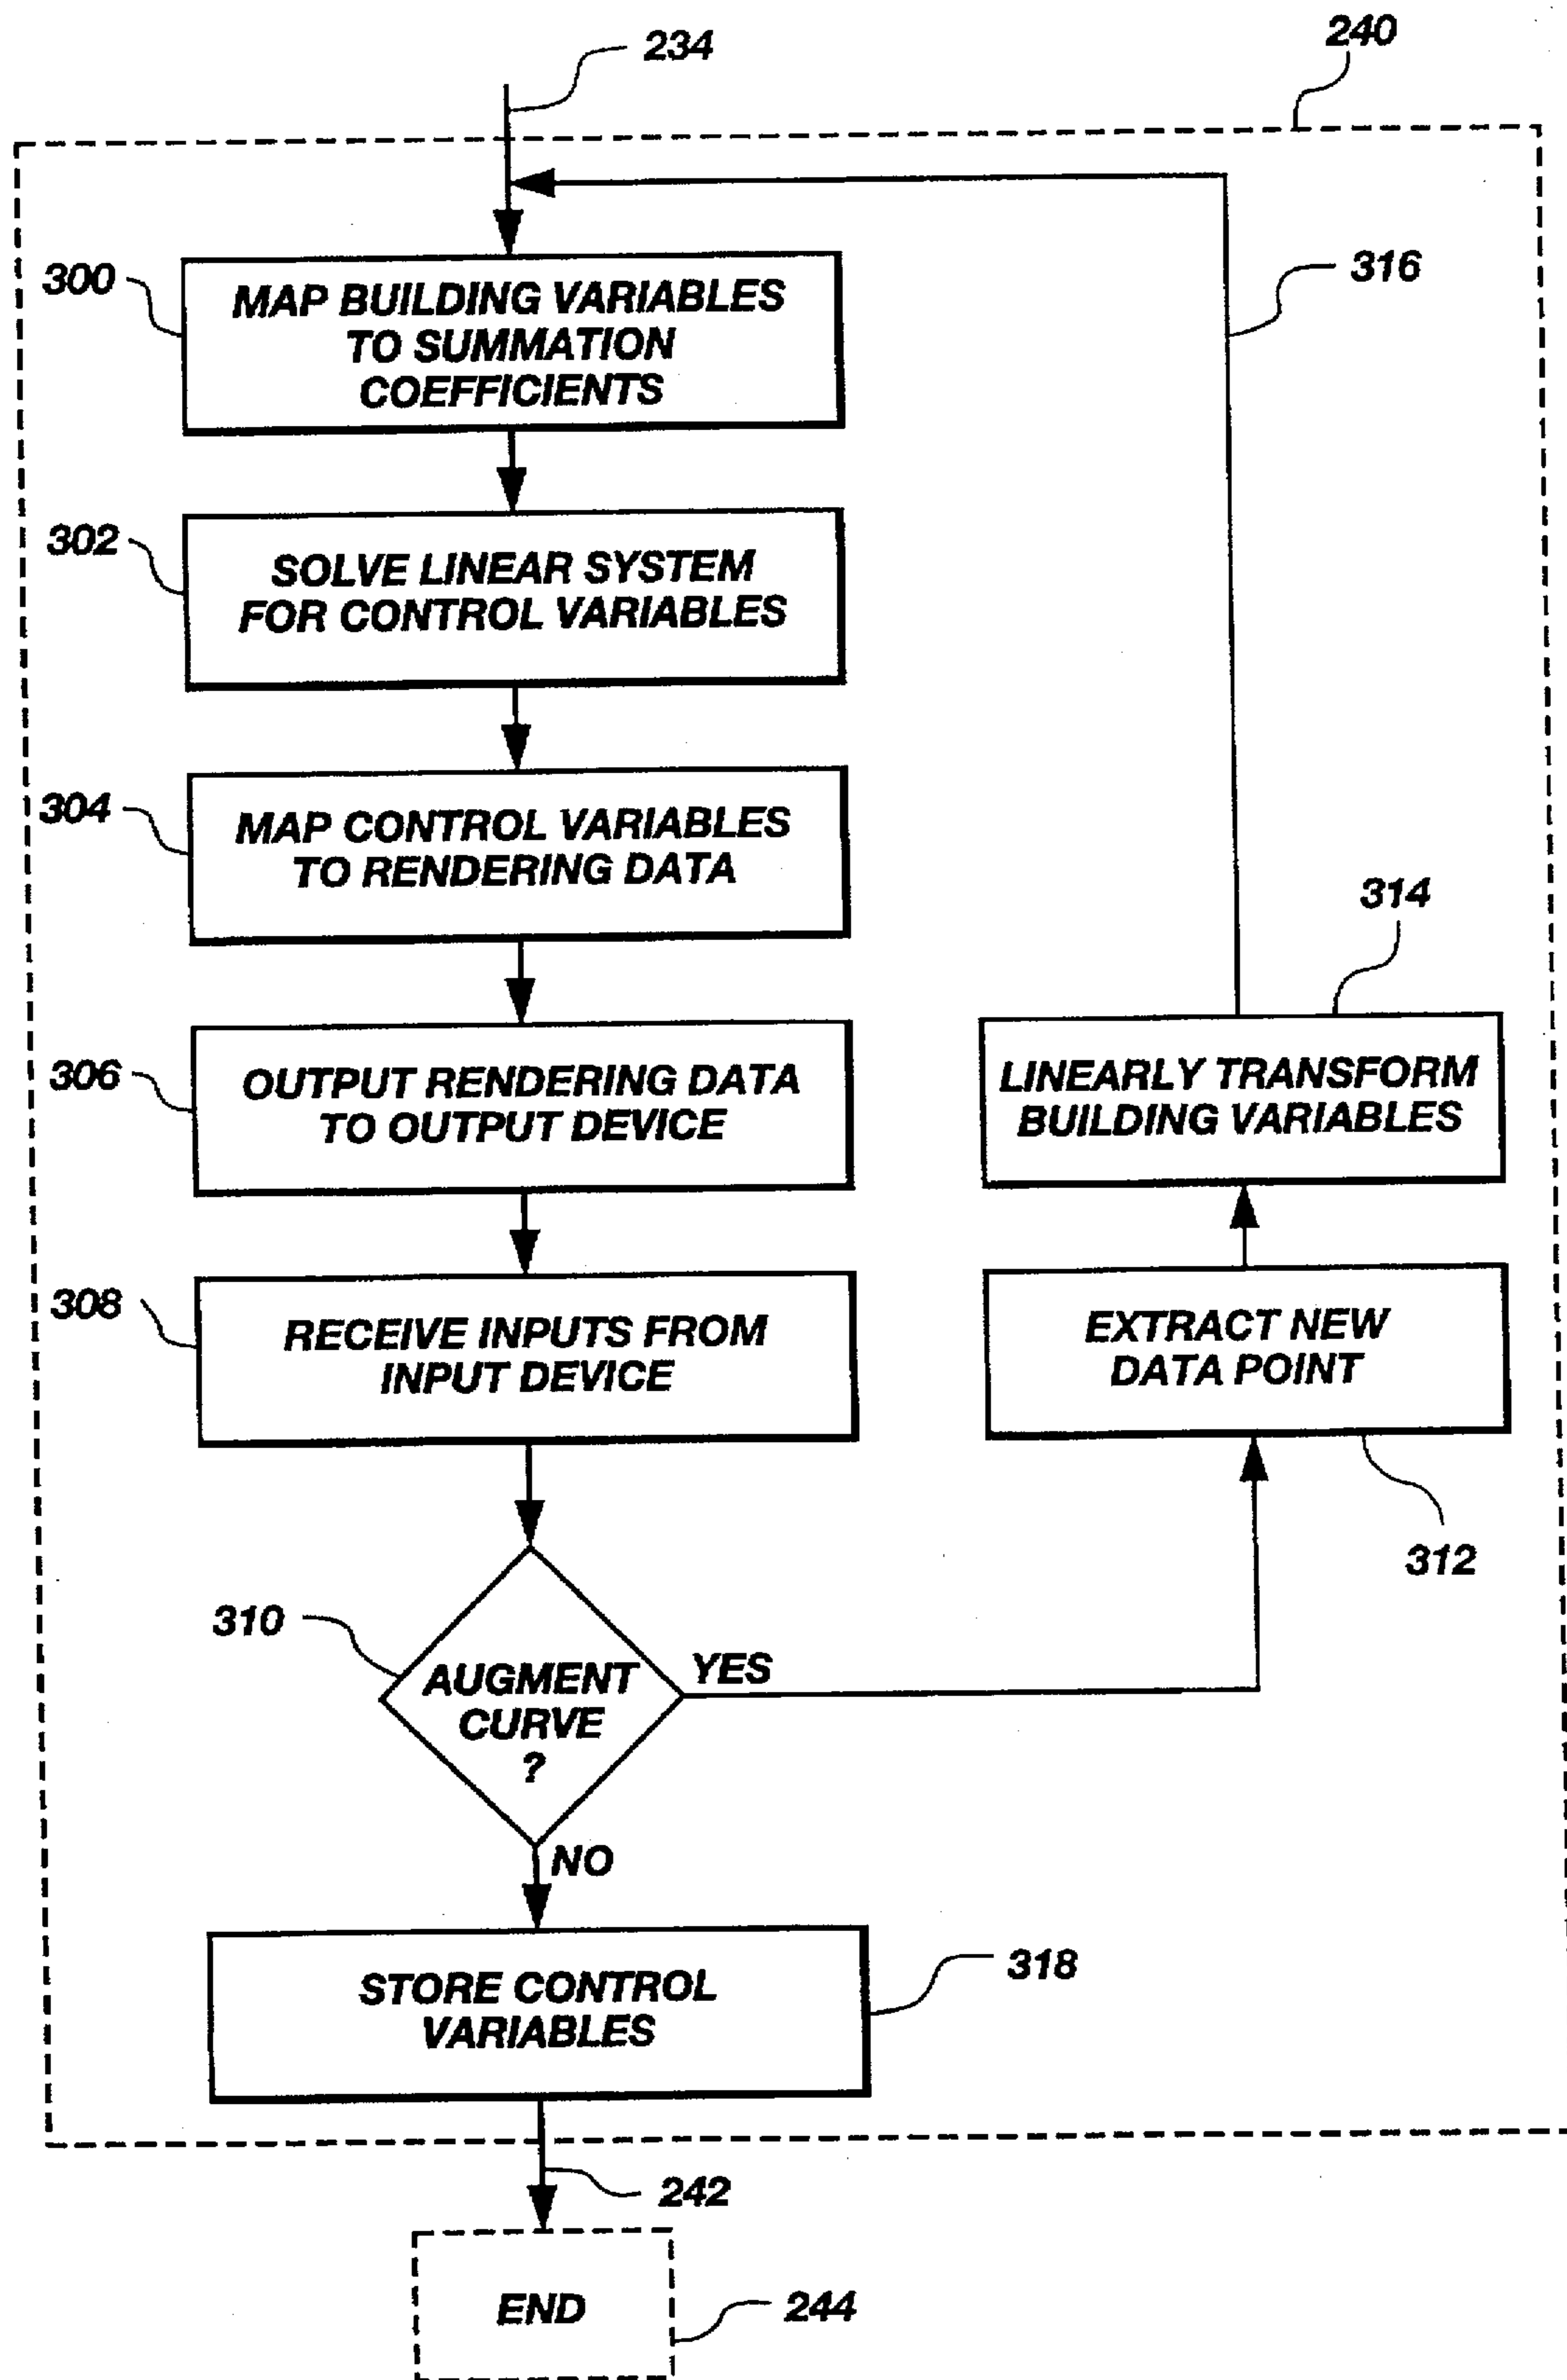 234
240
300
MAP BUILDING VARIABLES
TO SUMMATION
COEFFICIENTS
316
302
SOLVE LINEAR SYSTEM
FOR CONTROL VARIABLES
304
MAP CONTROL VARIABLES
TO RENDERING DATA
314
306
OUTPUT RENDERING DATA
TO OUTPUT DEVICE
LINEARLY TRANSFORM
BUILDING VARIABLES
308
RECEIVE INPUTS FROM
INPUT DEVICE
EXTRACT NEW
DATA POINT
312
310
AUGMENT
CURVE
?
YES
NO
STORE CONTROL
VARIABLES
318
242
END
244